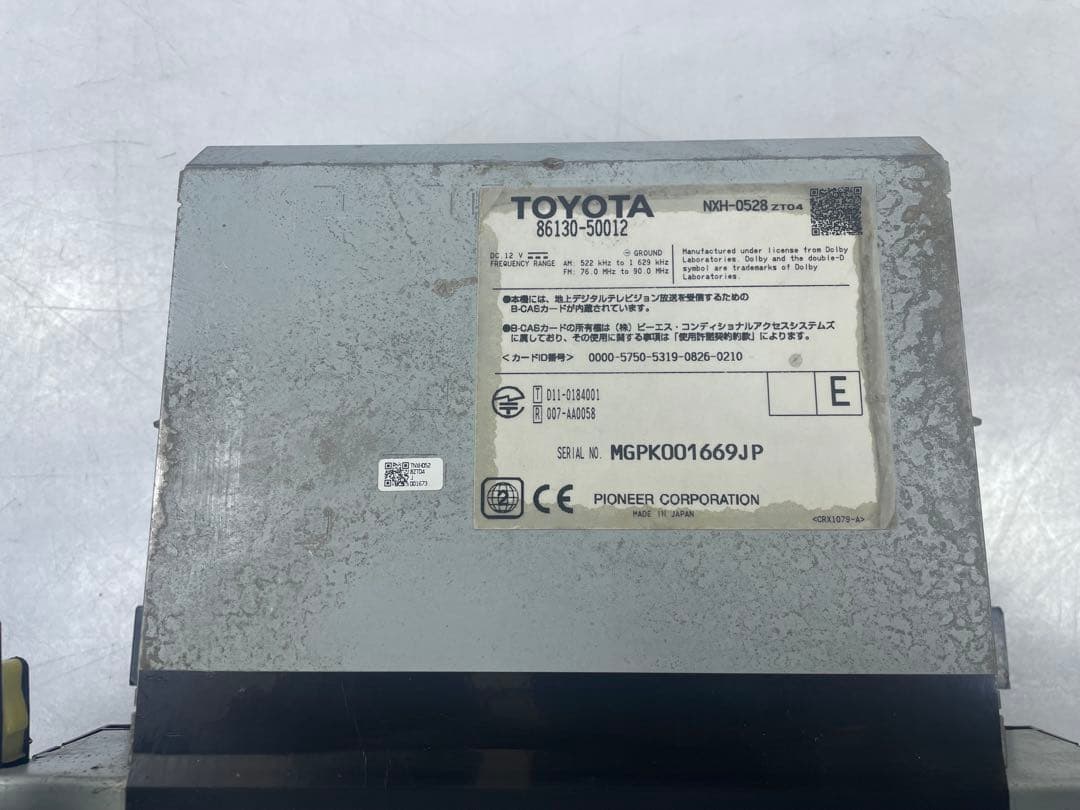 TOYOTA
NXH-0528 ZT04
86130-50012
DC 12 V
GROUND
FREQUENCY RANGE AM: 522 kHz to 1 629 kHz
FM: 76.0 MHz to 90.0 MHz
Manufactured under license from Dolby
Laboratories. Dolby and the double-D
symbol are trademarks of Dolby
Laboratories.
●本機には、地上デジタルテレビジョン放送を受信するための
B-CASカードが内蔵されています。
●B-CASカードの所有権は（株）ビーエス・コンディショナルアクセスシステムズ
に属しており、その使用に関する事項は「使用許諾契約約款」によります。
<カードID番号> 0000-5750-5319-0826-0210
T D11-0184001
R 007-AA0058
E
SERIAL NO. MGPK001669JP
2 CE PIONEER CORPORATION
MADE IN JAPAN
<CRX1079-A>
TNXH052
8ZT04
J
001673